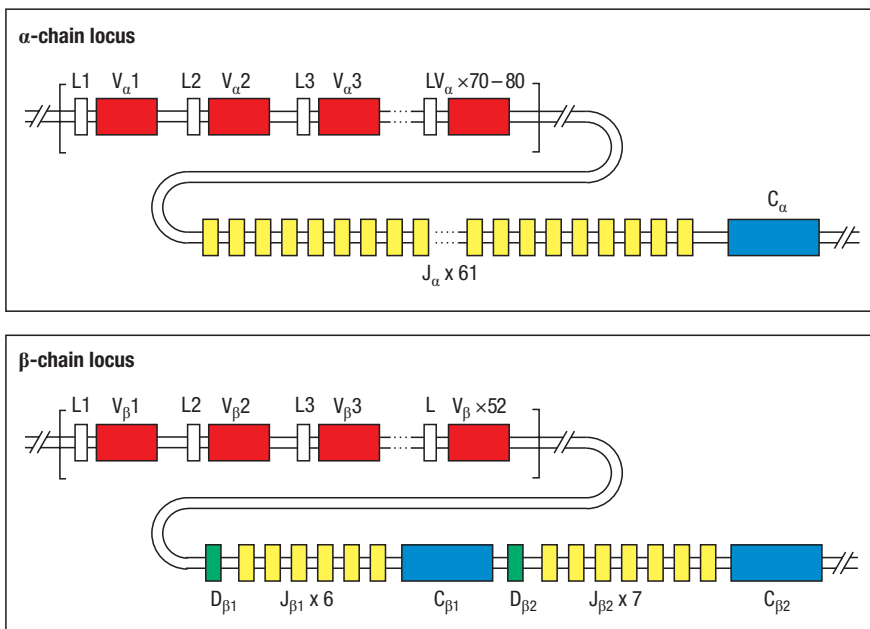 α-chain locus
L1 Vα1 L2 Vα2 L3 Vα3 LVα ×70–80
Cα
Jα x 61
β-chain locus
L1 Vβ1 L2 Vβ2 L3 Vβ3 L Vβ ×52
Dβ1 Jβ1 x 6 Cβ1 Dβ2 Jβ2 x 7 Cβ2